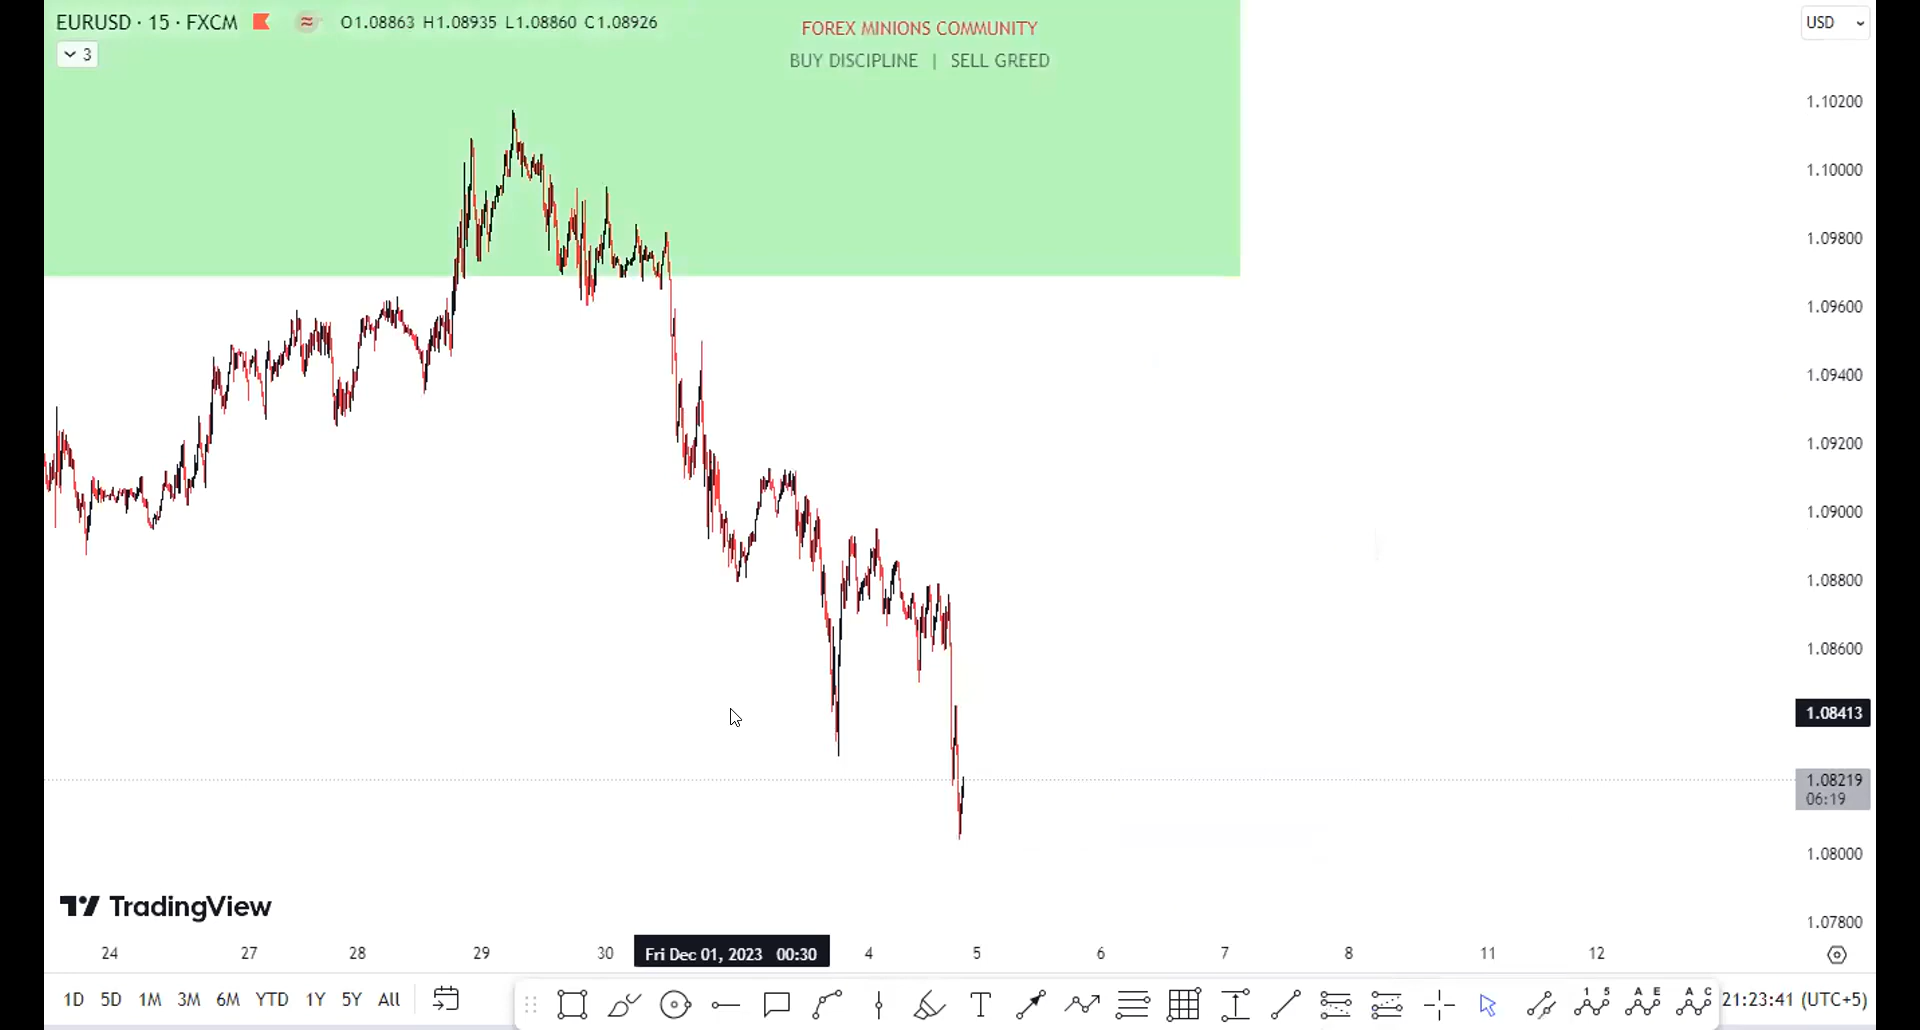 EURUSD · 15 · FXCM ≈ O1.08863 H1.08935 L1.08860 C1.08926
3
FOREX MINIONS COMMUNITY
BUY DISCIPLINE | SELL GREED
USD
1.10200
1.10000
1.09800
1.09600
1.09400
1.09200
1.09000
1.08800
1.08600
1.08413
1.08219
06:19
1.08000
1.07800
TradingView
24 27 28 29 30 Fri Dec 01, 2023 00:30 4 5 6 7 8 11 12
1D 5D 1M 3M 6M YTD 1Y 5Y All T 1 5 A E A C 21:23:41 (UTC+5)